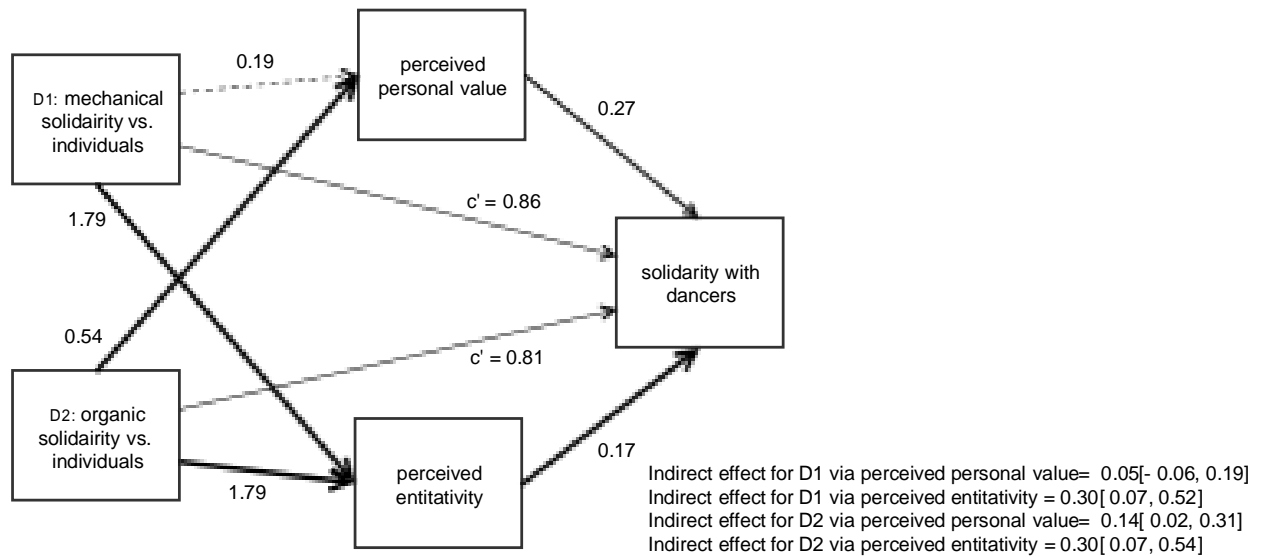 0.19
perceived
personal value
D1: mechanical
solidairity vs.
individuals
0.27
1.79
c' = 0.86
solidarity with
dancers
0.54
c' = 0.81
D2: organic
solidairity vs.
individuals
1.79
perceived
entitativity
0.17
Indirect effect for D1 via perceived personal value= 0.05[- 0.06, 0.19]
Indirect effect for D1 via perceived entitativity = 0.30[ 0.07, 0.52]
Indirect effect for D2 via perceived personal value= 0.14[ 0.02, 0.31]
Indirect effect for D2 via perceived entitativity = 0.30[ 0.07, 0.54]